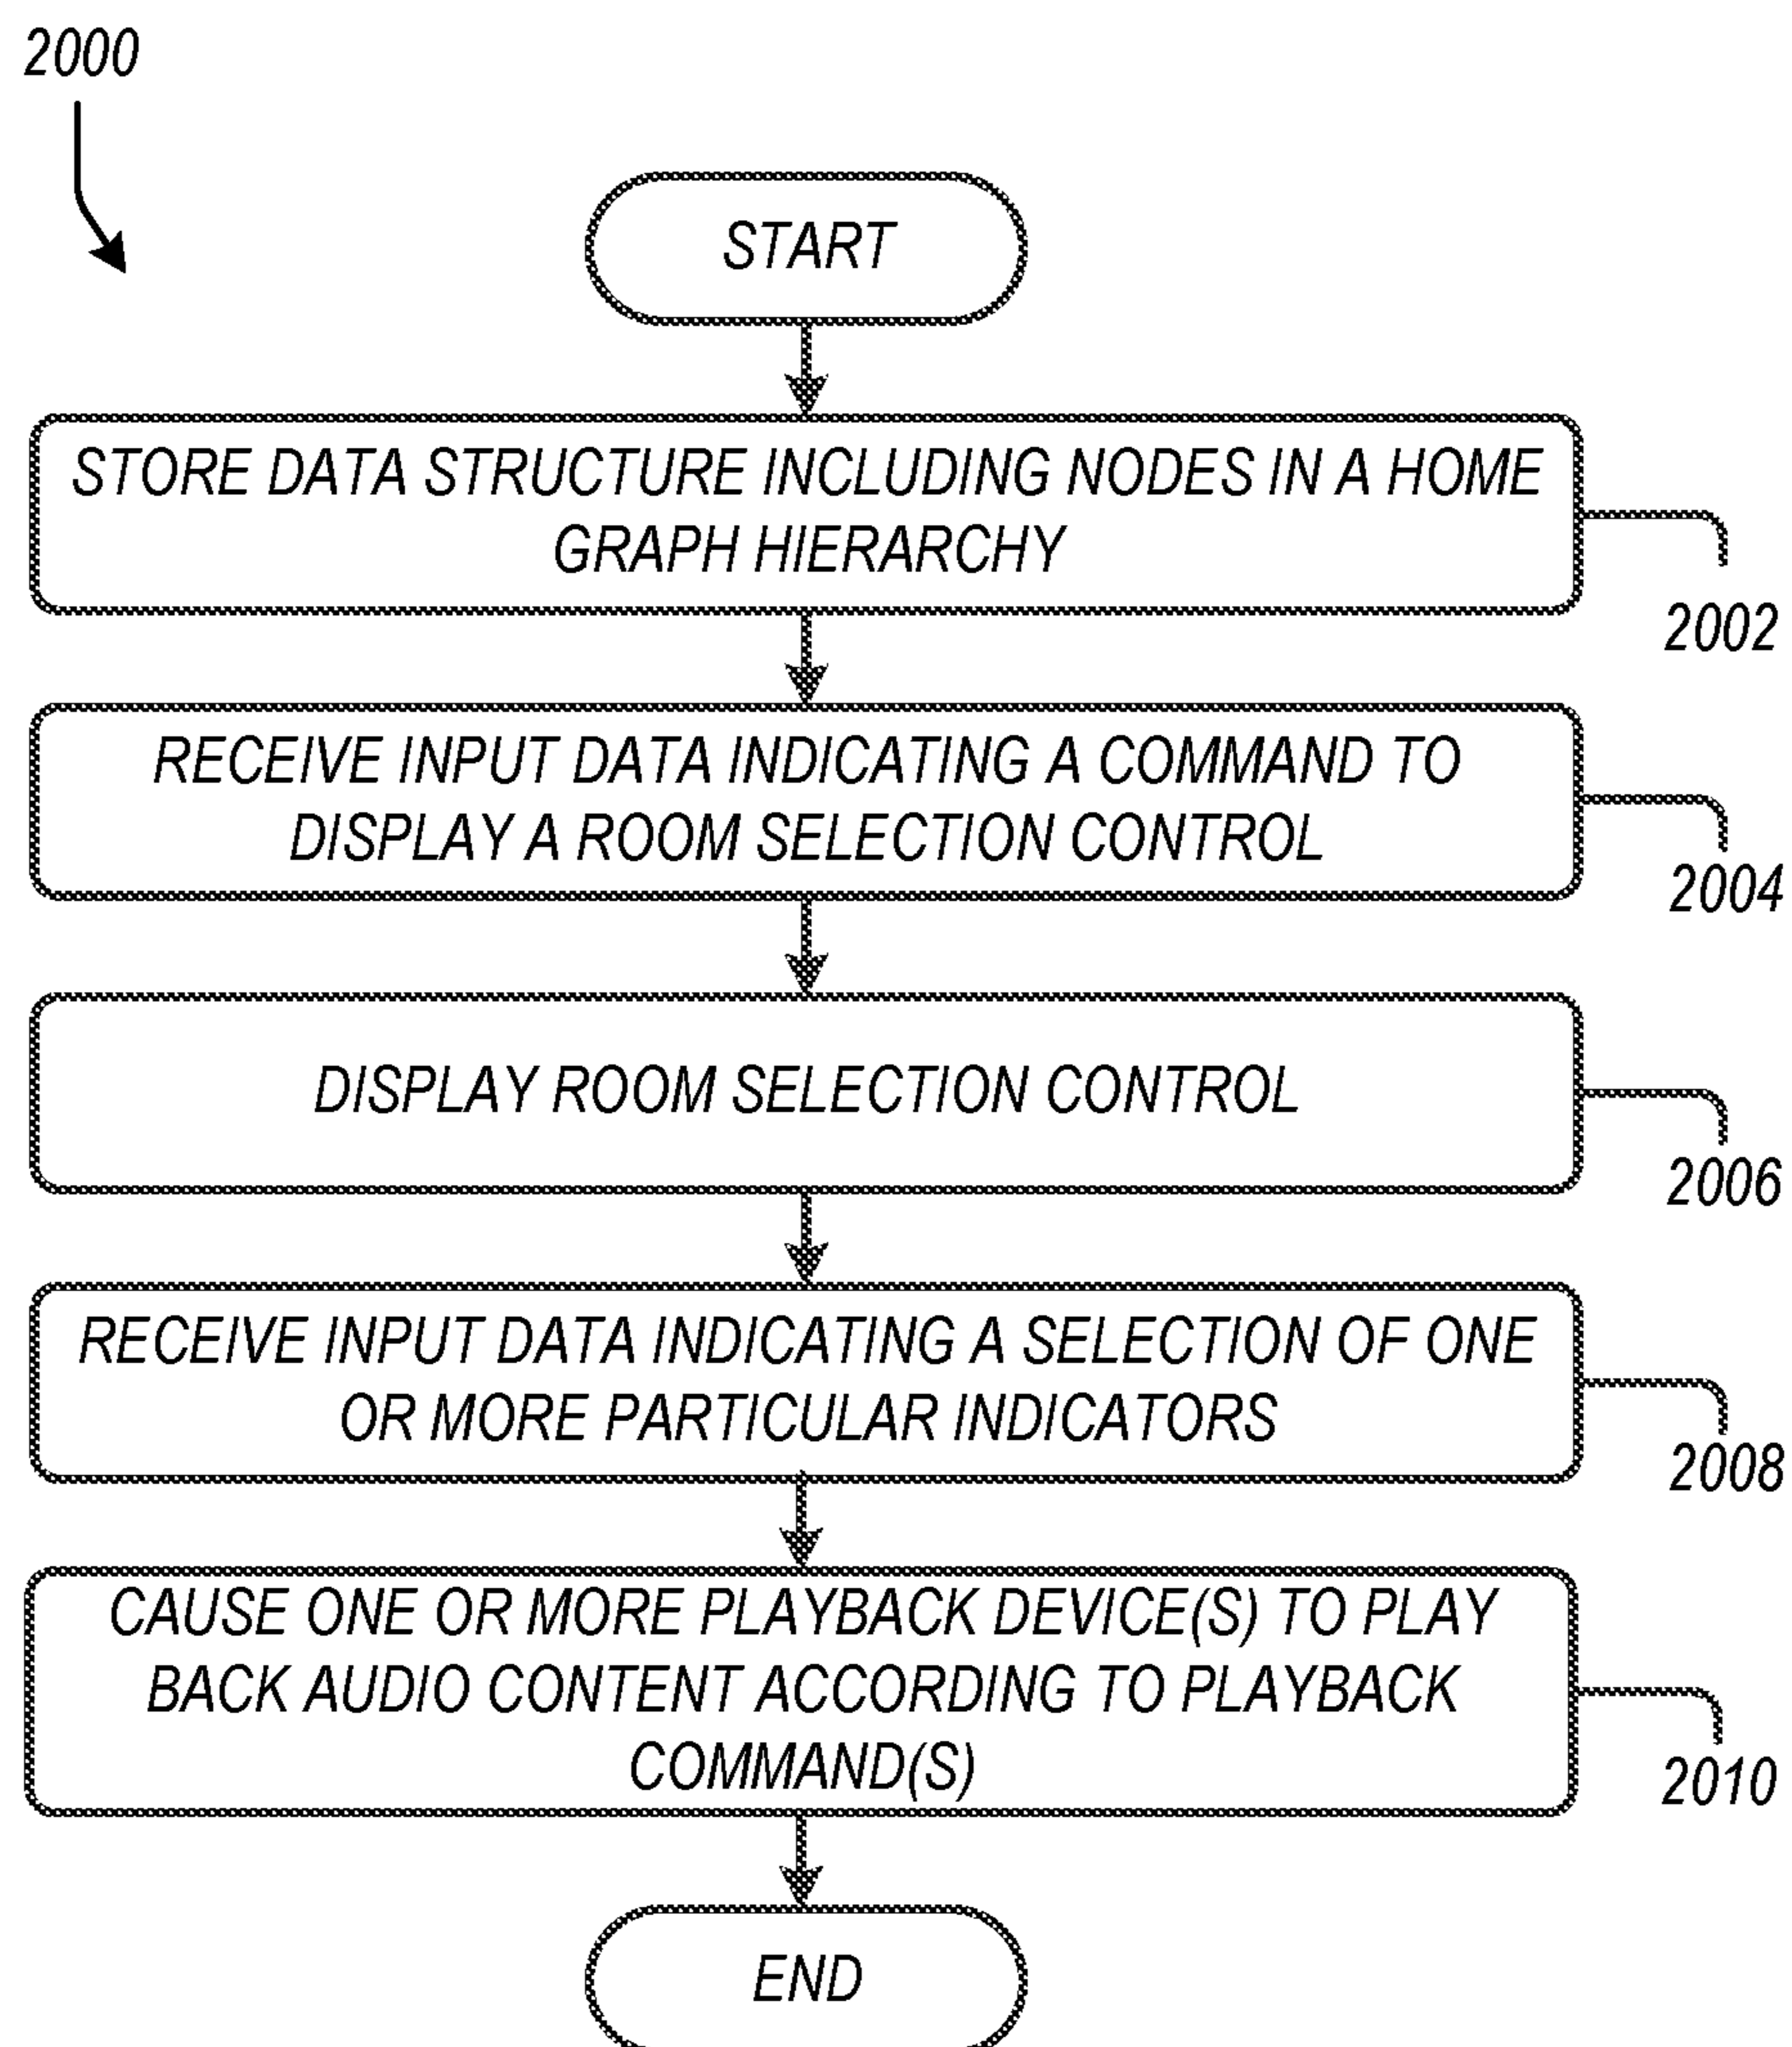 2000
START
STORE DATA STRUCTURE INCLUDING NODES IN A HOME
GRAPH HIERARCHY
2002
RECEIVE INPUT DATA INDICATING A COMMAND TO
DISPLAY A ROOM SELECTION CONTROL
2004
DISPLAY ROOM SELECTION CONTROL
2006
RECEIVE INPUT DATA INDICATING A SELECTION OF ONE
OR MORE PARTICULAR INDICATORS
2008
CAUSE ONE OR MORE PLAYBACK DEVICE(S) TO PLAY
BACK AUDIO CONTENT ACCORDING TO PLAYBACK
COMMAND(S)
2010
END